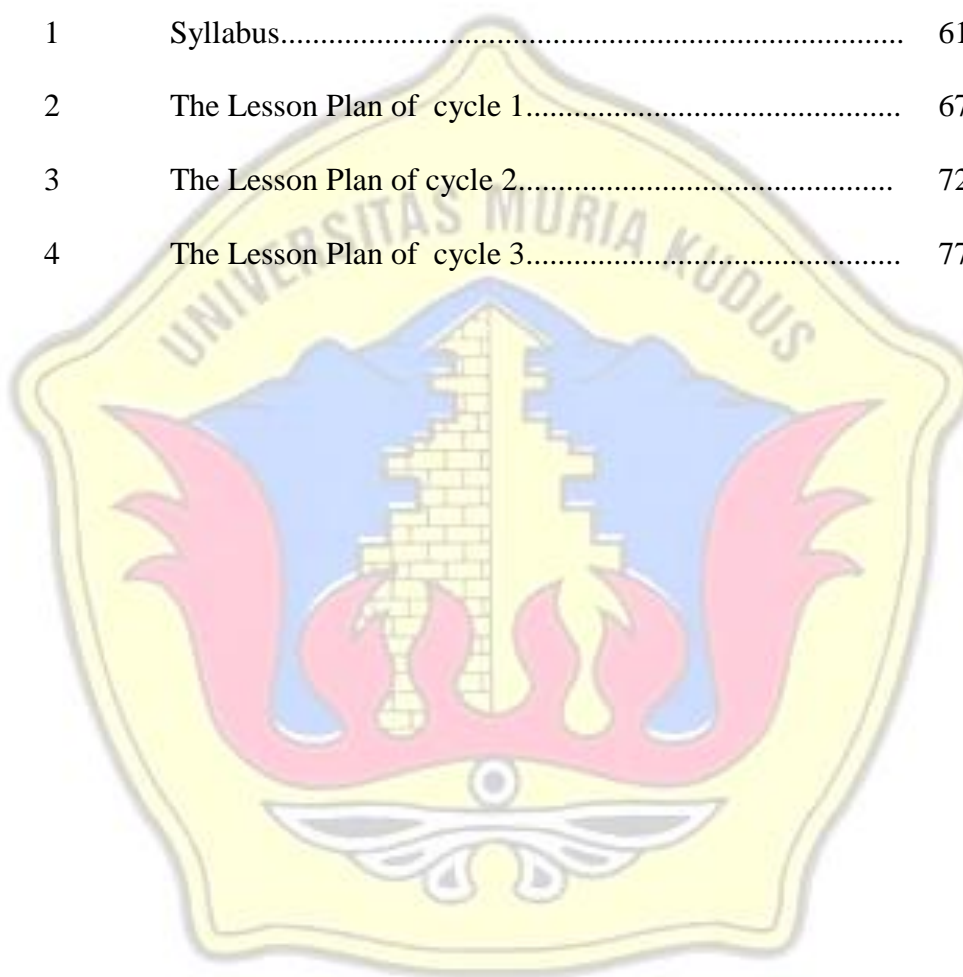 1 Syllabus................................................................................ 61
2 The Lesson Plan of  cycle 1.............................................. 67
3 The Lesson Plan of cycle 2.............................................. 72
4 The Lesson Plan of  cycle 3.............................................. 77
UNIVERSITAS MURIA KUDUS